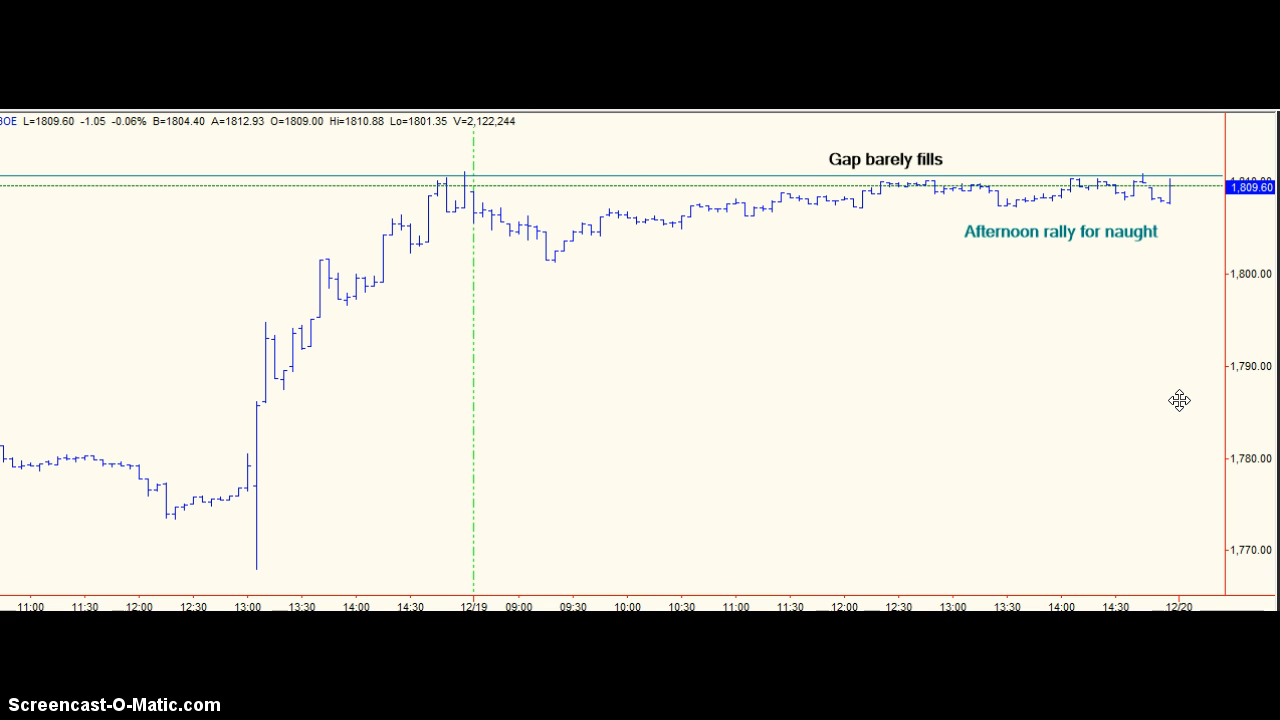 BOE L=1809.60 -1.05 -0.06% B=1804.40 A=1812.93 O=1809.00 Hi=1810.88 Lo=1801.35 V=2,122,244
Gap barely fills
1,809.60
Afternoon rally for naught
1,800.00
1,790.00
1,780.00
1,770.00
11:00 11:30 12:00 12:30 13:00 13:30 14:00 14:30 12/19 09:00 09:30 10:00 10:30 11:00 11:30 12:00 12:30 13:00 13:30 14:00 14:30 12/20
Screencast-O-Matic.com